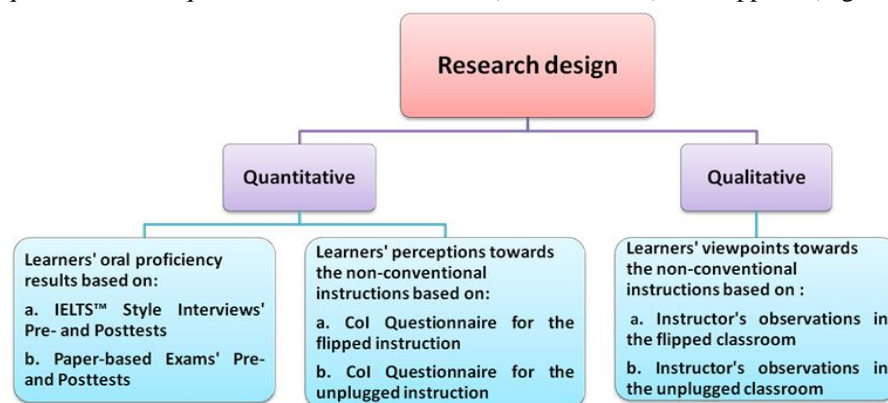 Research design
Quantitative
Qualitative
Learners' oral proficiency
results based on:
a. IELTS™ Style Interviews'
Pre- and Posttests
b. Paper-based Exams' Pre-
and Posttests
Learners' perceptions towards
the non-conventional
instructions based on:
a. CoI Questionnaire for the
flipped instruction
b. CoI Questionnaire for the
unplugged instruction
Learners' viewpoints towards
the non-conventional
instructions based on :
a. Instructor's observations in
the flipped classroom
b. Instructor's observations in
the unplugged classroom